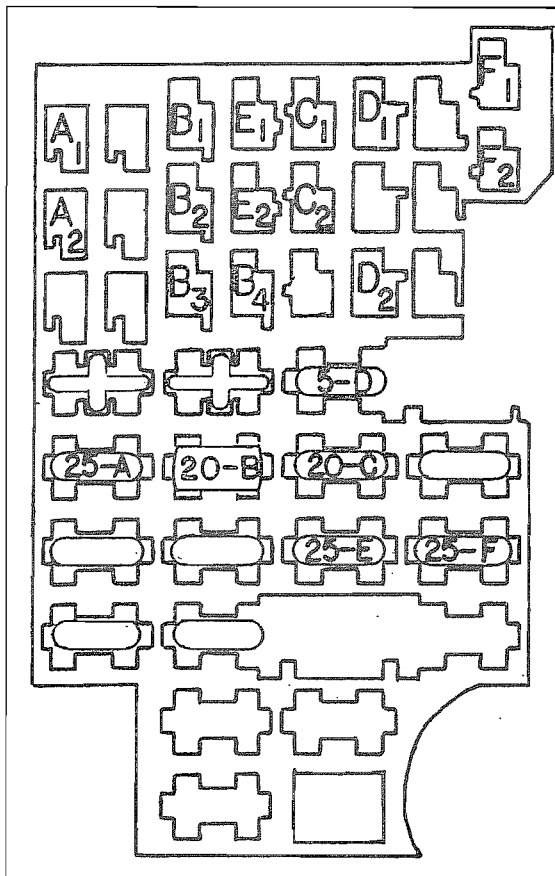 F1
A1 B1 E1 C1 D1
F2
A2 B2 E2 C2
B3 B4 D2
5-D
25-A 20-B 20-C
25-E 25-F